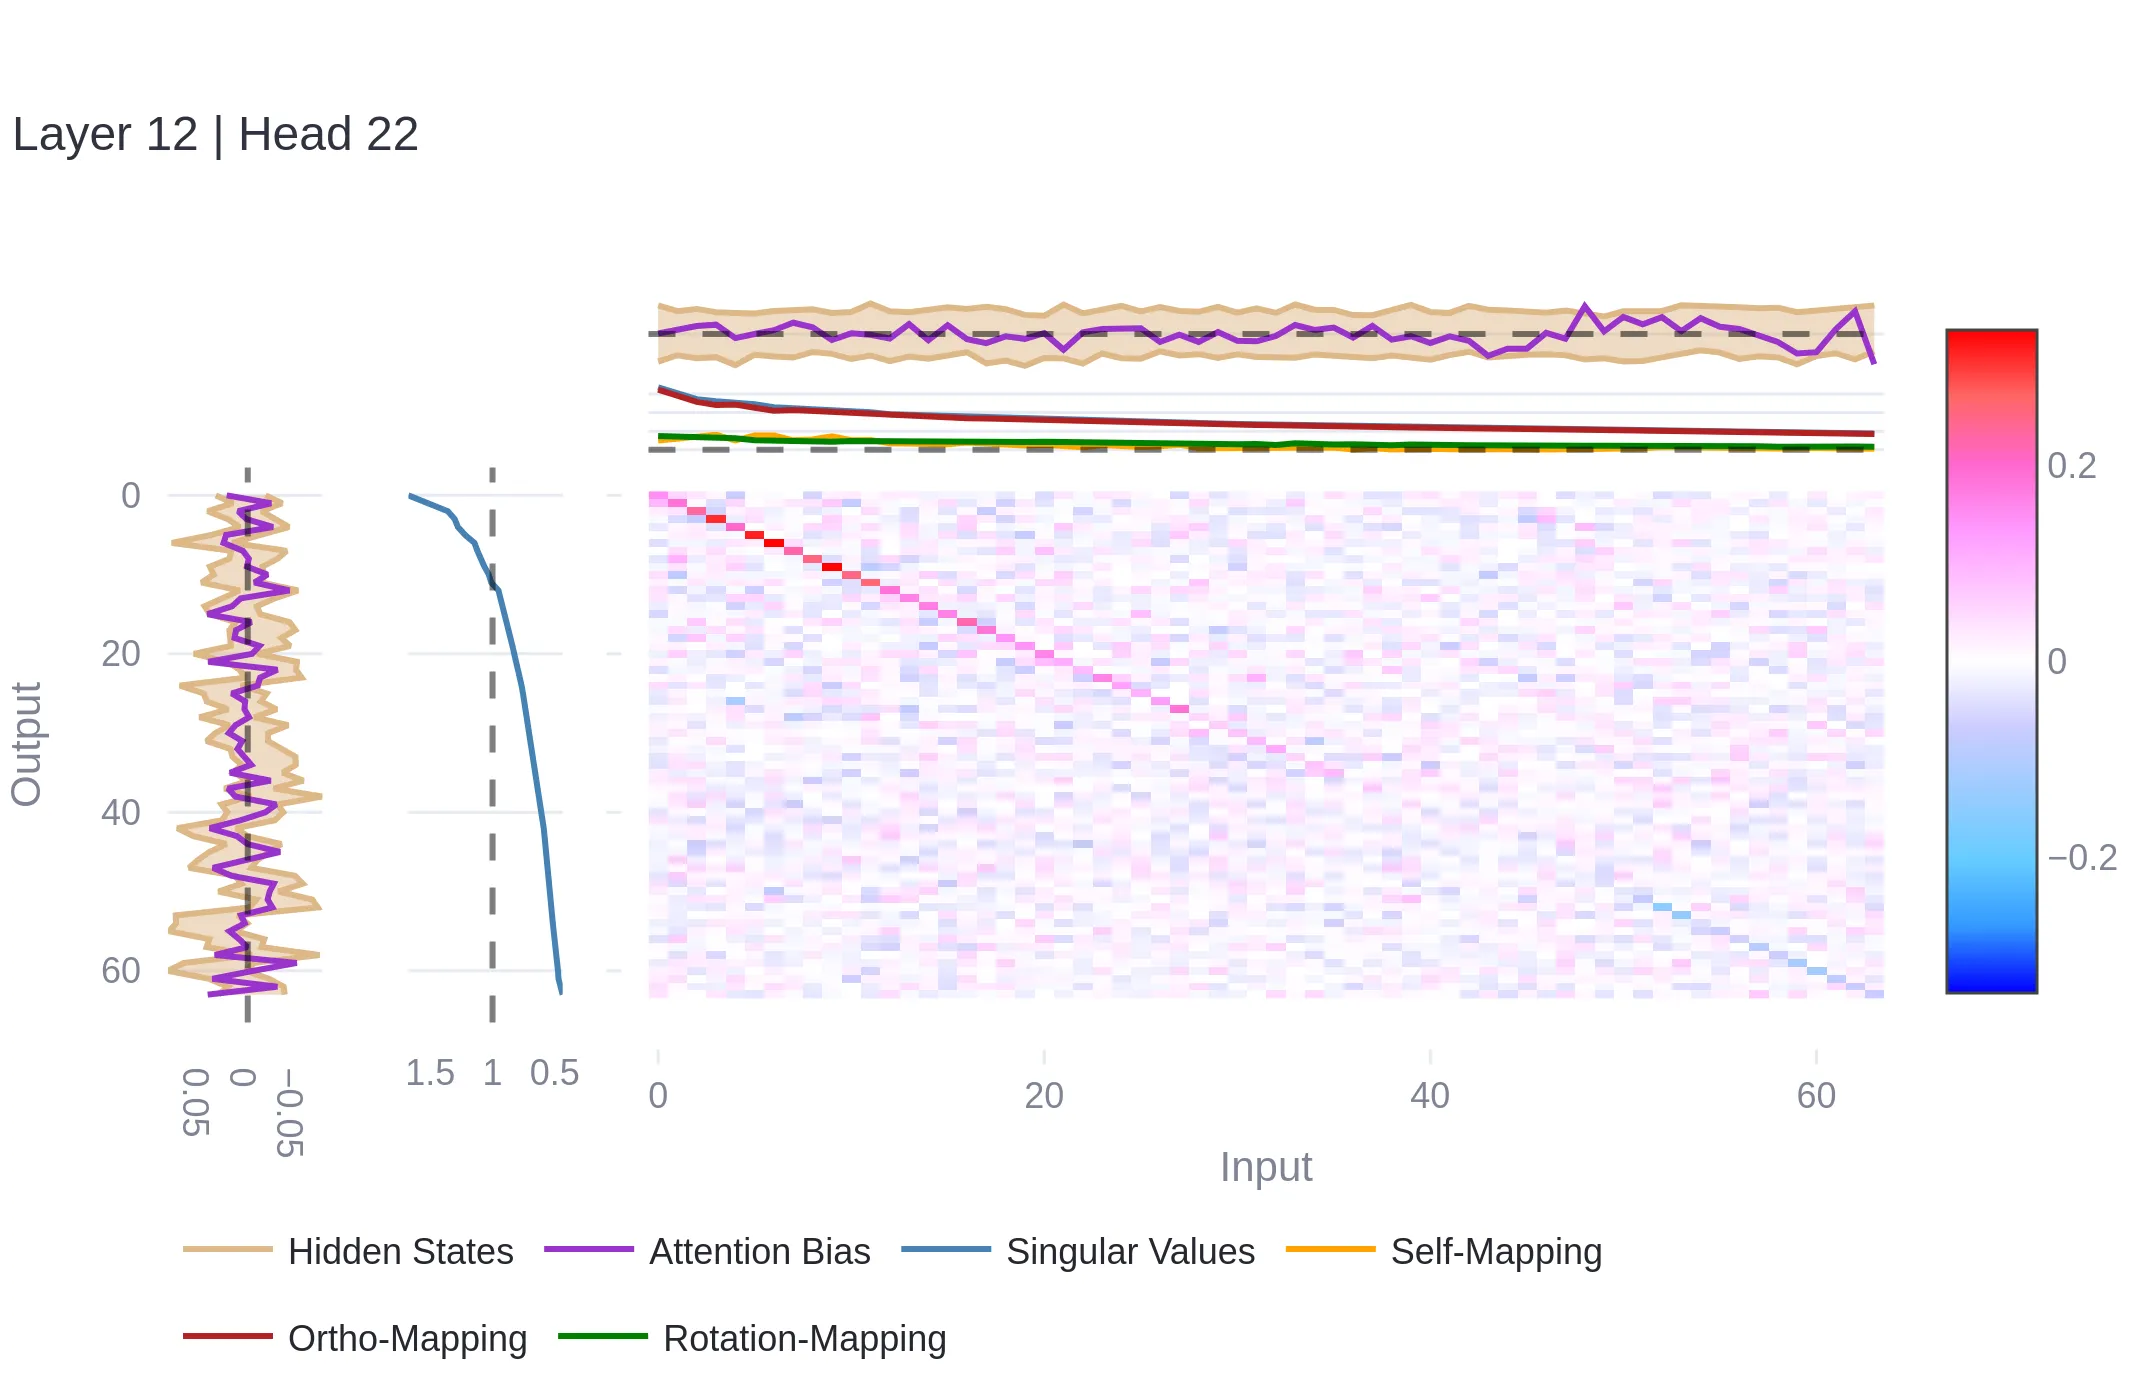 Layer 12 | Head 22
0
20
40
60
Output
0.05
0
−0.05
1.5
1
0.5
0
20
40
60
Input
0.2
0
−0.2
Hidden States
Attention Bias
Singular Values
Self-Mapping
Ortho-Mapping
Rotation-Mapping